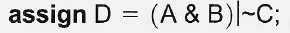 assign D = (A & B)|~C;